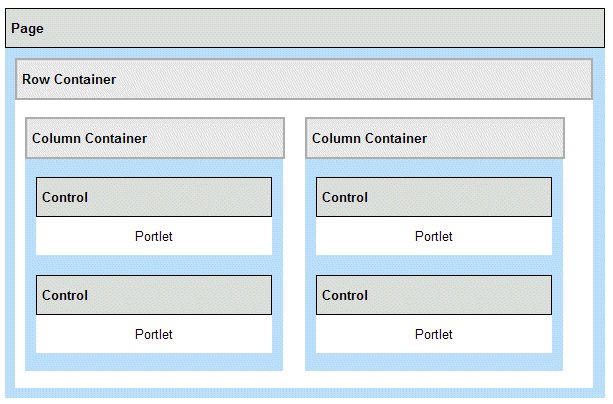 Page
Row Container
Column Container
Column Container
Control
Control
Portlet
Portlet
Control
Control
Portlet
Portlet